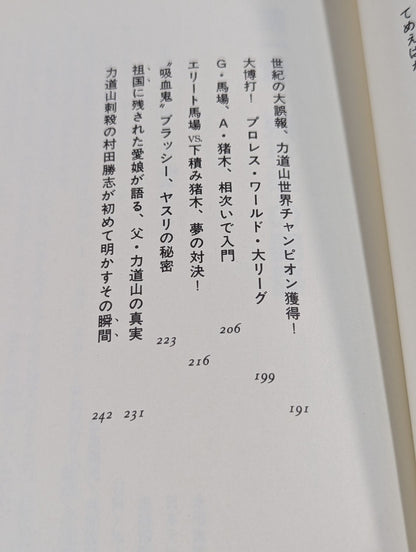 てめえばか
世紀の大誤報、力道山世界チャンピオン獲得！ 191
大博打！ プロレス・ワールド・大リーグ 199
G・馬場、A・猪木、相次いで入門 206
エリート馬場vs.下積み猪木、夢の対決！ 216
〝吸血鬼〟ブラッシー、ヤスリの秘密 223
祖国に残された愛娘が語る、父・力道山の真実 231
力道山刺殺の村田勝志が初めて明かすその瞬間 242